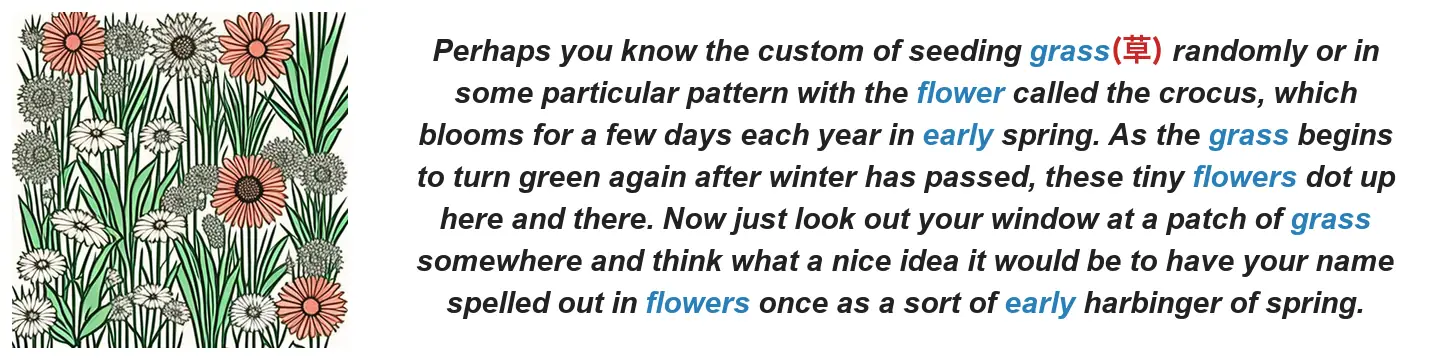 Perhaps you know the custom of seeding grass(草) randomly or in
some particular pattern with the flower called the crocus, which
blooms for a few days each year in early spring. As the grass begins
to turn green again after winter has passed, these tiny flowers dot up
here and there. Now just look out your window at a patch of grass
somewhere and think what a nice idea it would be to have your name
spelled out in flowers once as a sort of early harbinger of spring.